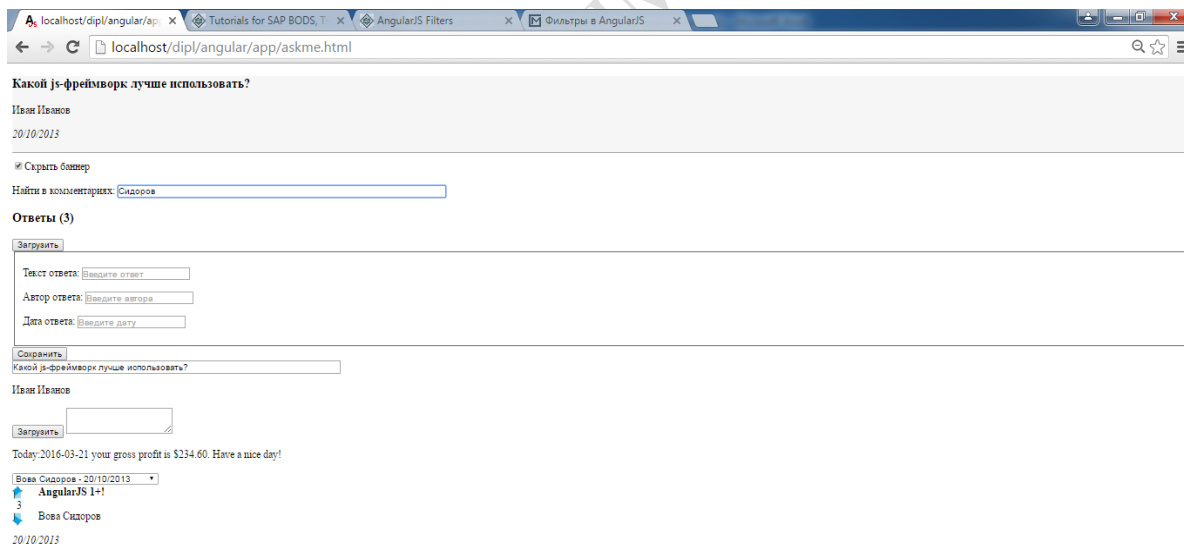 localhost/dipl/angular/ap
Tutorials for SAP BODS, T
AngularJS Filters
Фильтры в AngularJS
localhost/dipl/angular/app/askme.html
Какой js-фреймворк лучше использовать?
Иван Иванов
20/10/2013
Скрыть баннер
Найти в комментариях: Сидоров
Ответы (3)
Загрузить
Текст ответа: Введите ответ
Автор ответа: Введите автора
Дата ответа: Введите дату
Сохранить
Какой js-фреймворк лучше использовать?
Иван Иванов
Загрузить
Today:2016-03-21 your gross profit is $234.60. Have a nice day!
Вова Сидоров - 20/10/2013
AngularJS 1+!
3
Вова Сидоров
20/10/2013